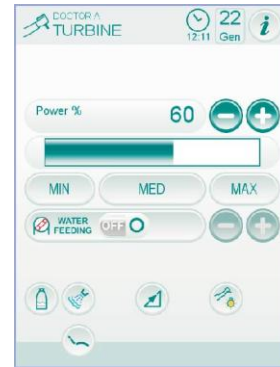 DOCTOR A
TURBINE
12:11
22
Gen
i
Power %
60
MIN
MED
MAX
WATER
FEEDING
OFF